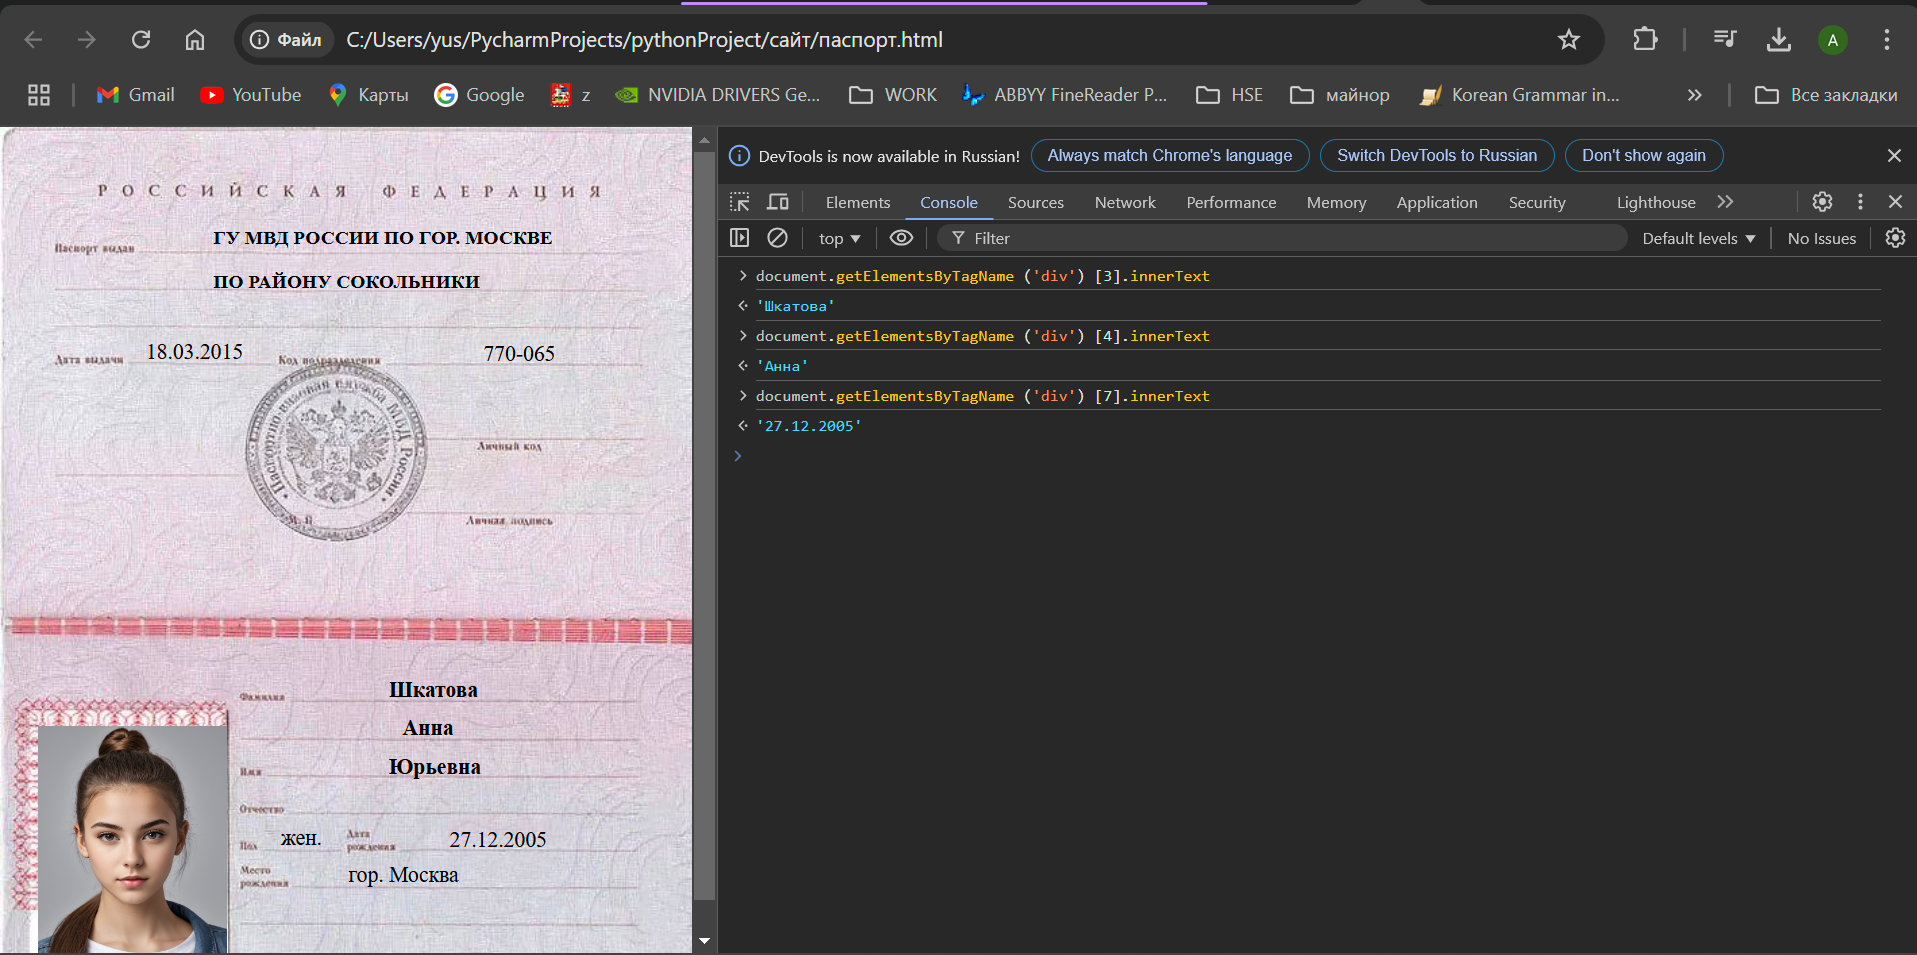 Файл
C:/Users/yus/PycharmProjects/pythonProject/сайт/паспорт.html
A
Gmail
YouTube
Карты
Google
z
NVIDIA DRIVERS Ge...
WORK
ABBYY FineReader P...
HSE
майнор
Korean Grammar in...
Все закладки
РОССИЙСКАЯ ФЕДЕРАЦИЯ
Паспорт выдан
ГУ МВД РОССИИ ПО ГОР. МОСКВЕ
ПО РАЙОНУ СОКОЛЬНИКИ
Дата выдачи
18.03.2015
Код подразделения
770-065
Паспортно-визовая служба МВД России
Личный код
М. П
Личная подпись
Фамилия
Шкатова
Анна
Имя
Юрьевна
Отчество
Пол
жен.
Дата
рождения
27.12.2005
Место
рождения
гор. Москва
DevTools is now available in Russian!
Always match Chrome's language
Switch DevTools to Russian
Don't show again
Elements
Console
Sources
Network
Performance
Memory
Application
Security
Lighthouse
top
Filter
Default levels
No Issues
document.getElementsByTagName ('div') [3].innerText
'Шкатова'
document.getElementsByTagName ('div') [4].innerText
'Анна'
document.getElementsByTagName ('div') [7].innerText
'27.12.2005'